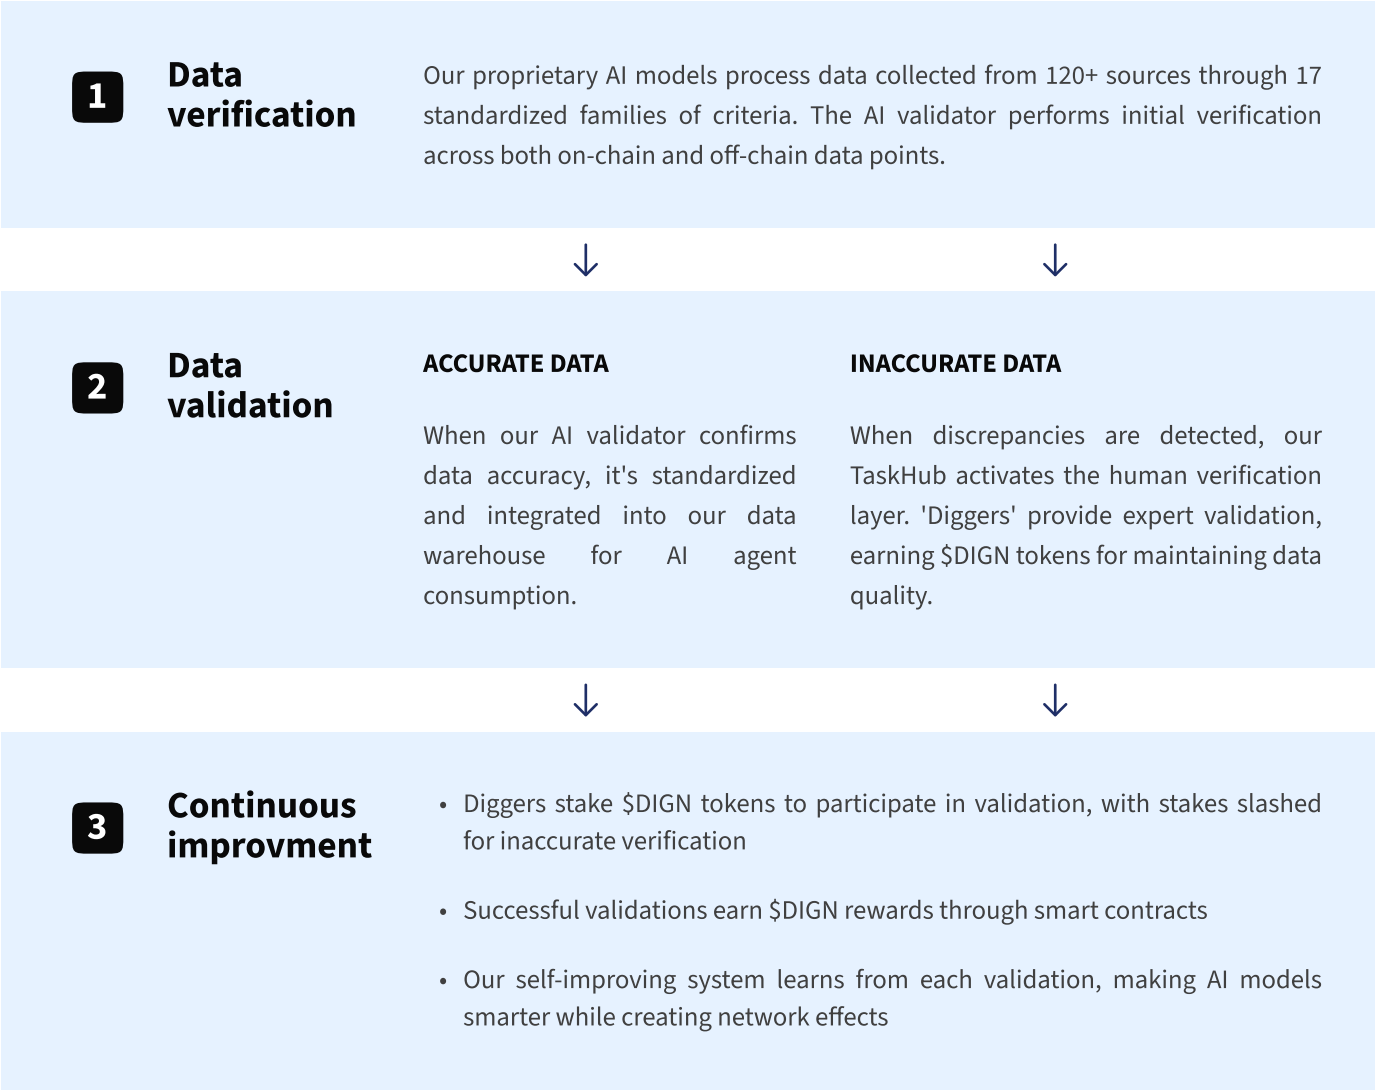 1
Data
verification
Our proprietary AI models process data collected from 120+ sources through 17
standardized families of criteria. The AI validator performs initial verification
across both on-chain and off-chain data points.
2
Data
validation
ACCURATE DATA
When our AI validator confirms
data accuracy, it's standardized
and integrated into our data
warehouse for AI agent
consumption.
INACCURATE DATA
When discrepancies are detected, our
TaskHub activates the human verification
layer. 'Diggers' provide expert validation,
earning $DIGN tokens for maintaining data
quality.
3
Continuous
improvment
• Diggers stake $DIGN tokens to participate in validation, with stakes slashed
for inaccurate verification
• Successful validations earn $DIGN rewards through smart contracts
• Our self-improving system learns from each validation, making AI models
smarter while creating network effects